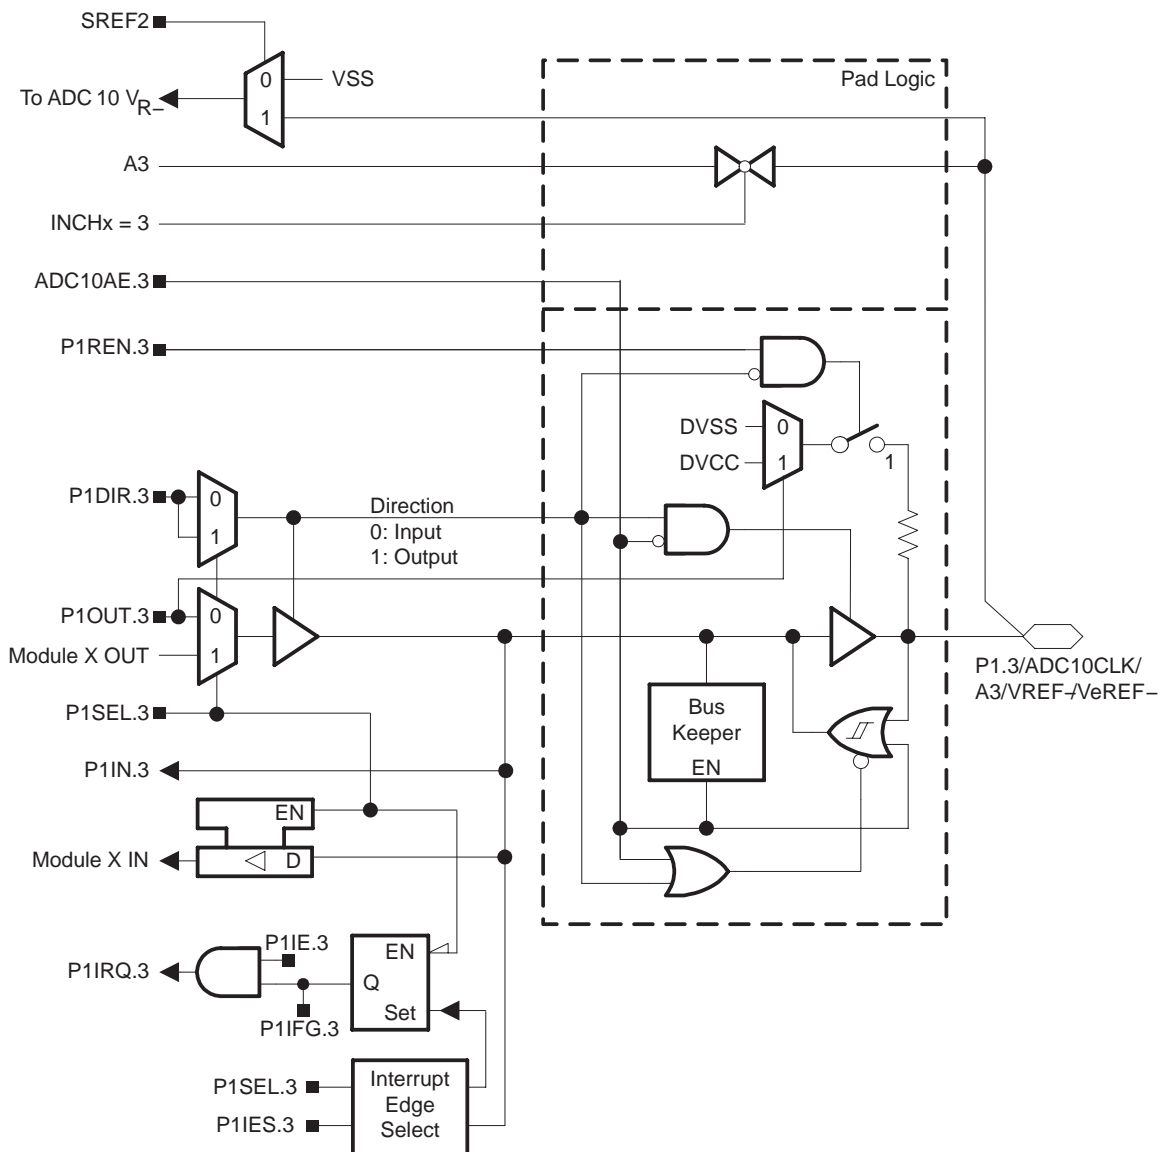 SREF2
0
VSS
To ADC 10 VR−
1
Pad Logic
A3
INCHx = 3
ADC10AE.3
P1REN.3
DVSS
0
DVCC
1
1
P1DIR.3
0
1
Direction
0: Input
1: Output
P1OUT.3
0
Module X OUT
1
P1.3/ADC10CLK/
A3/VREF−/VeREF−
P1SEL.3
Bus
Keeper
EN
P1IN.3
EN
Module X IN
D
P1IE.3
P1IRQ.3
EN
Q
Set
P1IFG.3
P1SEL.3
P1IES.3
Interrupt
Edge
Select